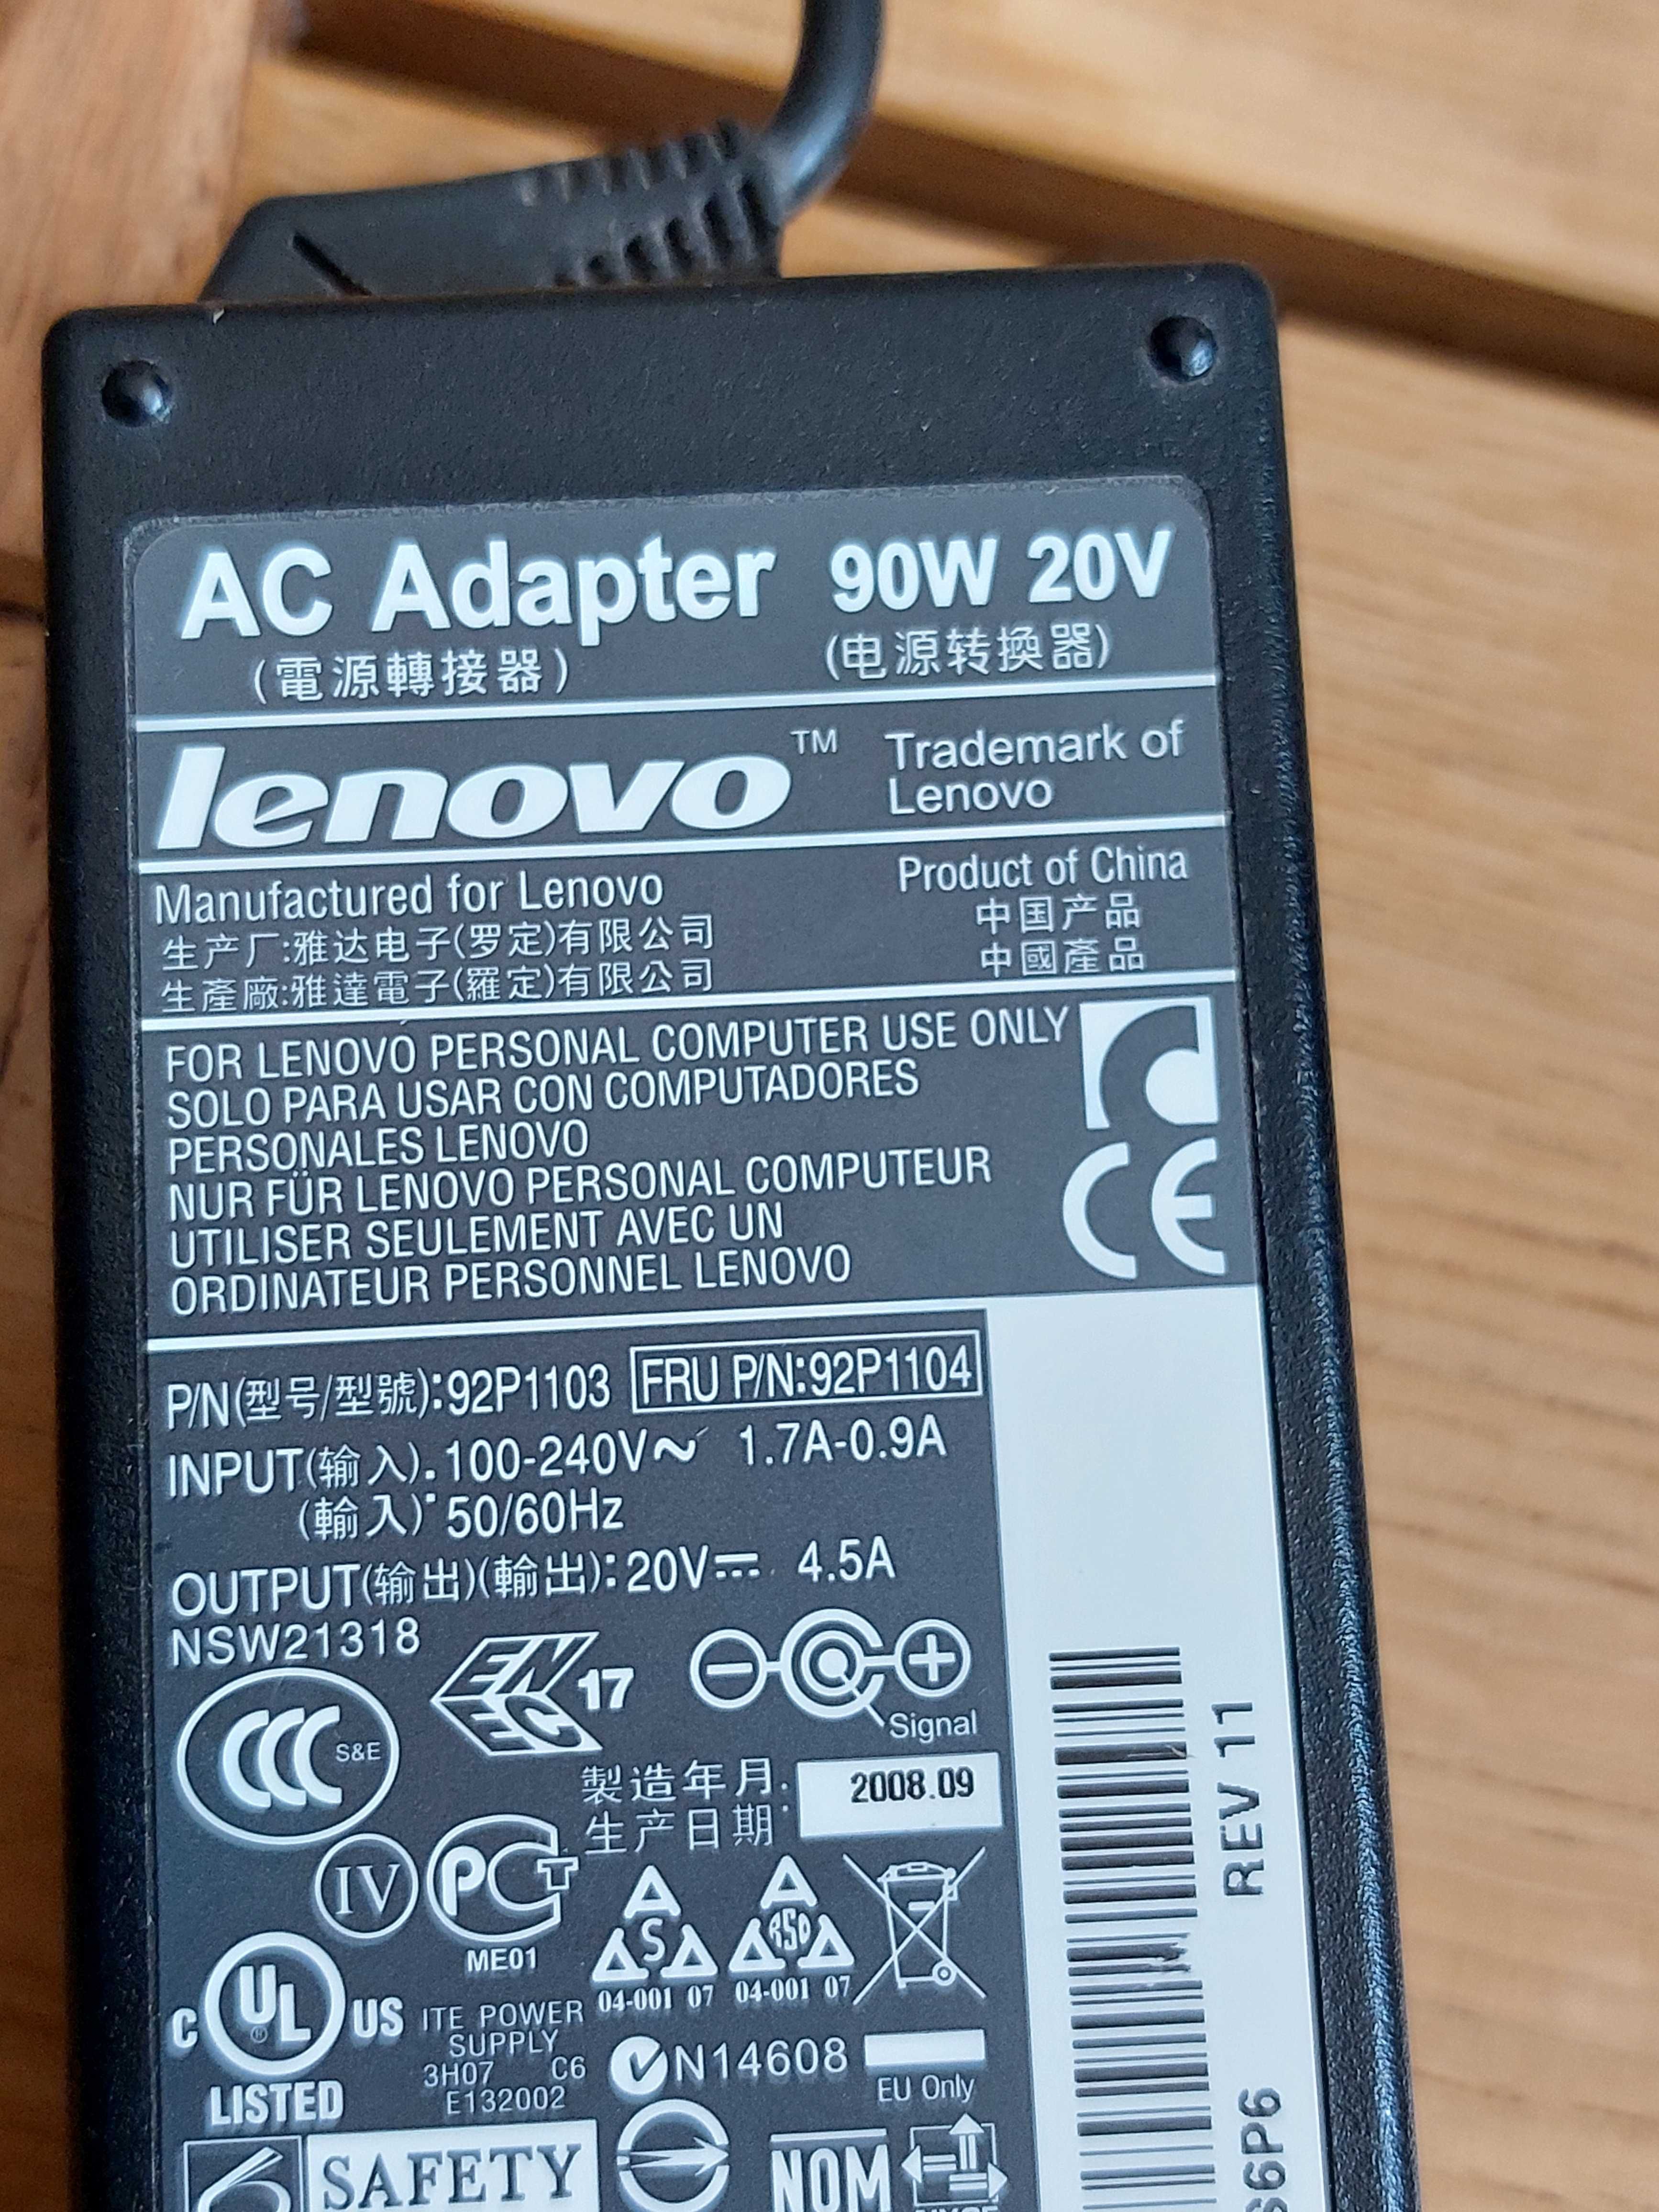 AC Adapter 90W 20V
(電源轉接器) (电源转换器)
lenovo™ Trademark of
Lenovo
Manufactured for Lenovo
生产厂:雅达电子(罗定)有限公司
生產廠:雅達電子(羅定)有限公司
Product of China
中国产品
中國產品
FOR LENOVO PERSONAL COMPUTER USE ONLY
SOLO PARA USAR CON COMPUTADORES
PERSONALES LENOVO
NUR FÜR LENOVO PERSONAL COMPUTEUR
UTILISER SEULEMENT AVEC UN
ORDINATEUR PERSONNEL LENOVO
CE
P/N(型号/型號):92P1103 FRU P/N:92P1104
INPUT(输入):100-240V~ 1.7A-0.9A
(輸入) 50/60Hz
OUTPUT(输出)(輸出):20V⎓ 4.5A
NSW21318
CCC S&E
ENEC 17
Signal
製造年月:
生产日期:
2008.09
IV
PCT
ME01
A S
04-001 07
A RSD
04-001 07
C UL® US
LISTED
ITE POWER
SUPPLY
3H07 C6
E132002
N14608
EU Only
SAFETY
NOM
REV 11
S6P6